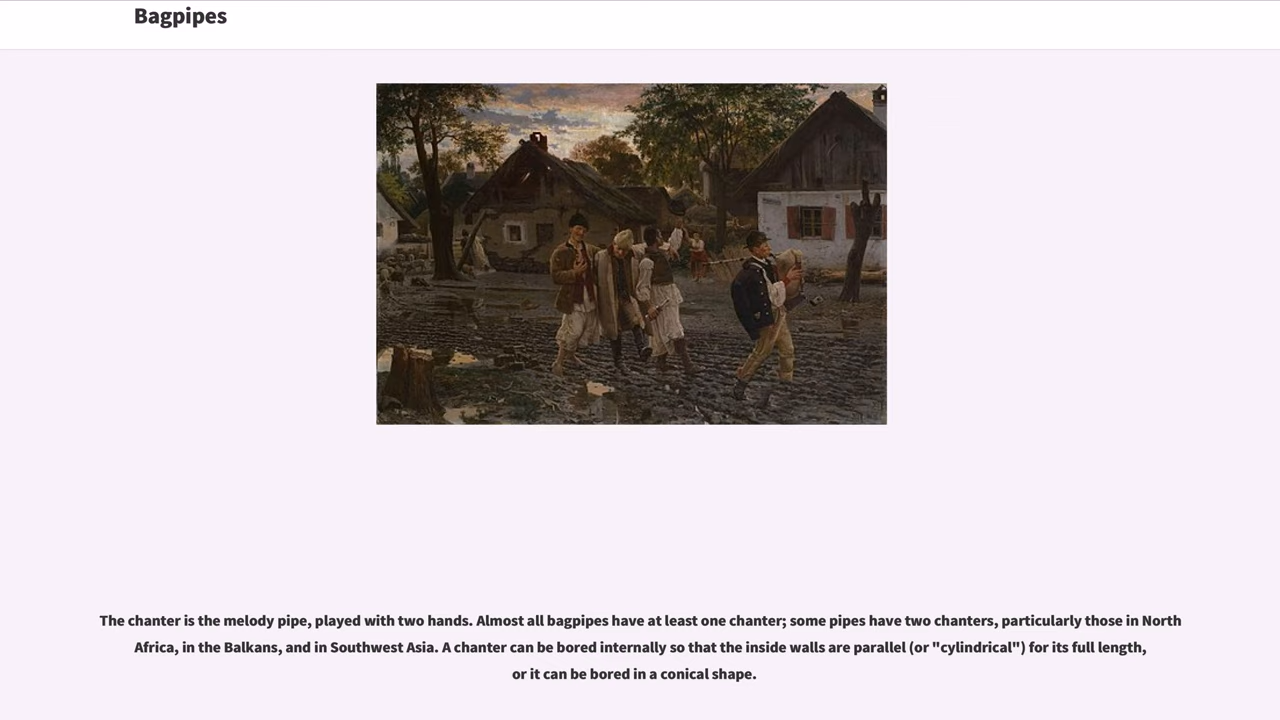 Bagpipes
The chanter is the melody pipe, played with two hands. Almost all bagpipes have at least one chanter; some pipes have two chanters, particularly those in North
Africa, in the Balkans, and in Southwest Asia. A chanter can be bored internally so that the inside walls are parallel (or "cylindrical") for its full length,
or it can be bored in a conical shape.